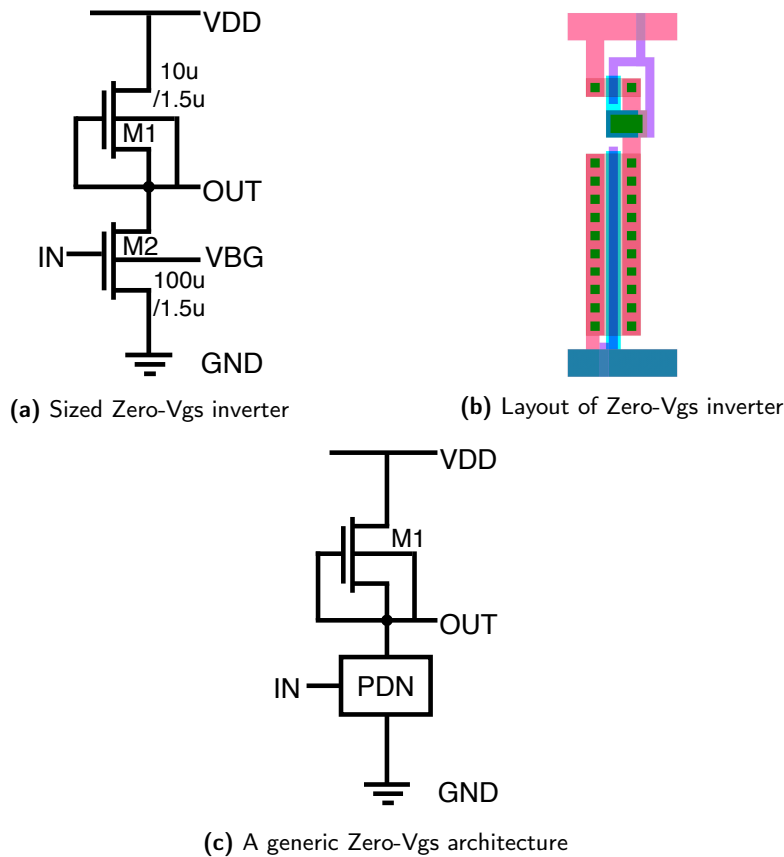 VDD
10u
/1.5u
M1
OUT
IN
M2
VBG
100u
/1.5u
GND
(a) Sized Zero-Vgs inverter
(b) Layout of Zero-Vgs inverter
VDD
M1
OUT
IN
PDN
GND
(c) A generic Zero-Vgs architecture